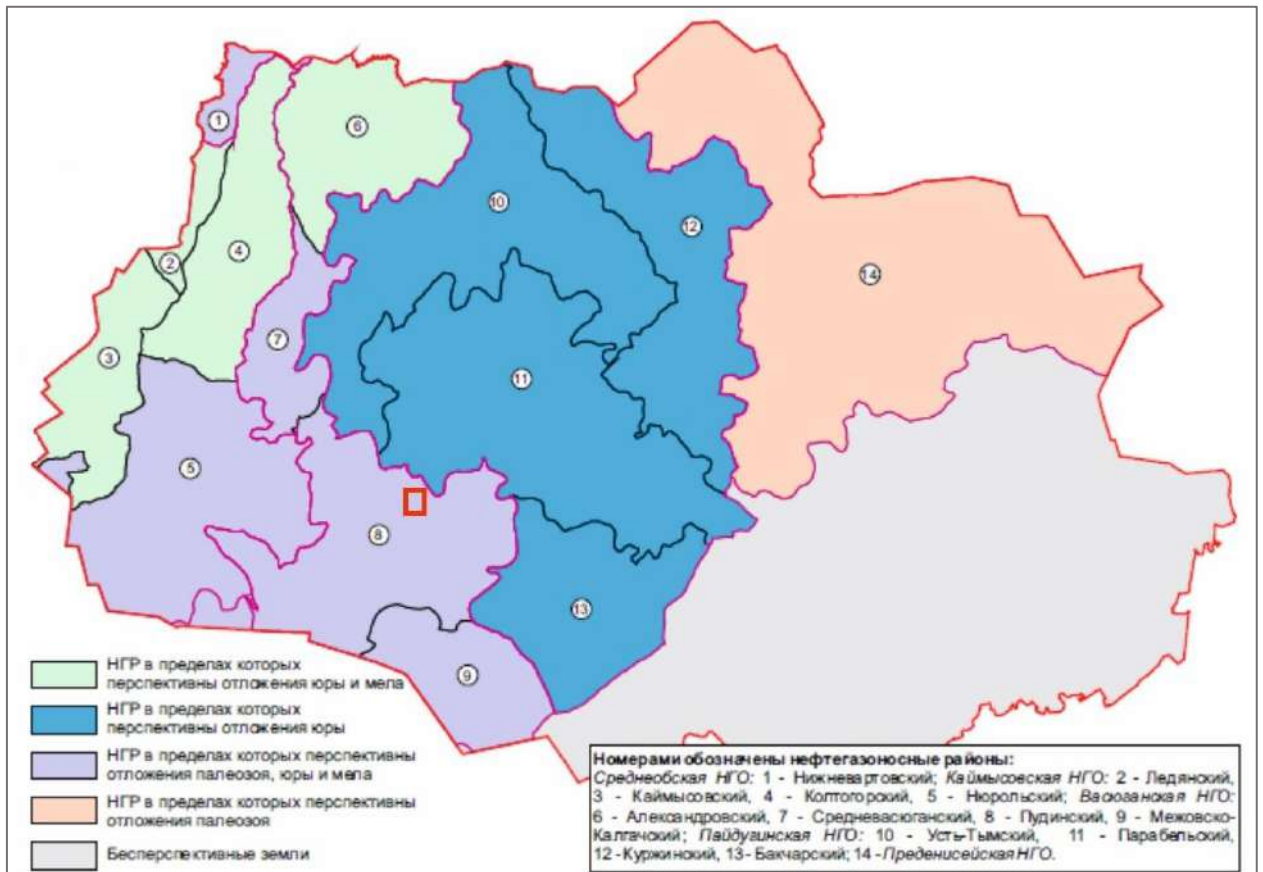 1
6
10
12
2
4
14
3
7
11
5
8
13
9
НГР в пределах которых
перспективны отложения юры и мела
НГР в пределах которых
перспективны отложения юры
НГР в пределах которых перспективны
отложения палеозоя, юры и мела
НГР в пределах которых перспективны
отложения палеозоя
Бесперспективные земли
Номерами обозначены нефтегазоносные районы:
Среднеобская НГО: 1 - Нижневартовский; Каймысовская НГО: 2 - Ледянский,
3 - Каймысовский, 4 - Колтогорский, 5 - Нюрольский; Васюганская НГО:
6 - Александровский, 7 - Средневасюганский, 8 - Пудинский, 9 - Межовско-
Калгачский; Пайдугинская НГО: 10 - Усть-Тымский, 11 - Парабельский,
12 - Куржинский, 13- Бакчарский; 14 - Предснисейская НГО.